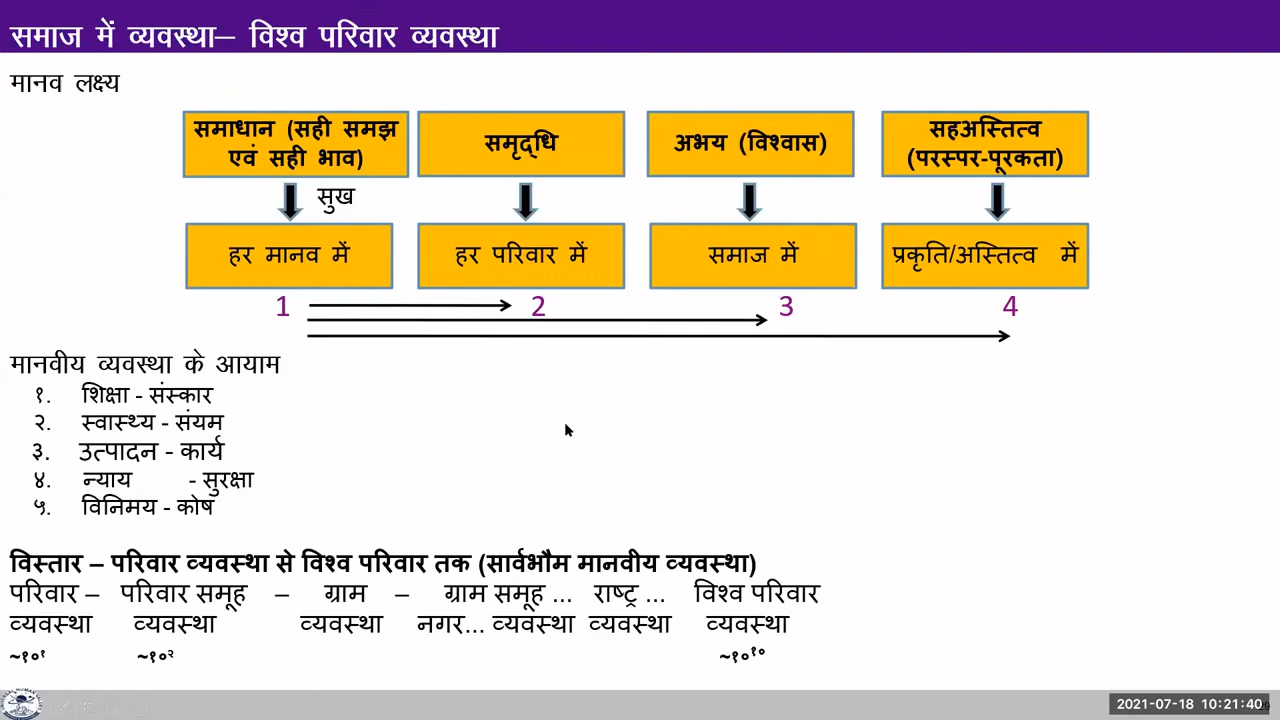 समाज में व्यवस्था– विश्व परिवार व्यवस्था
मानव लक्ष्य
समाधान (सही समझ
एवं सही भाव)
समृद्धि
अभय (विश्वास)
सहअस्तित्व
(परस्पर-पूरकता)
सुख
हर मानव में
हर परिवार में
समाज में
प्रकृति/अस्तित्व में
1 2 3 4
मानवीय व्यवस्था के आयाम
१. शिक्षा - संस्कार
२. स्वास्थ्य - संयम
३. उत्पादन - कार्य
४. न्याय - सुरक्षा
५. विनिमय - कोष
विस्तार – परिवार व्यवस्था से विश्व परिवार तक (सार्वभौम मानवीय व्यवस्था)
परिवार – परिवार समूह – ग्राम – ग्राम समूह ... राष्ट्र ... विश्व परिवार
व्यवस्था व्यवस्था व्यवस्था नगर... व्यवस्था व्यवस्था व्यवस्था
~१०¹ ~१०² ~१०¹⁰
2021-07-18 10:21:40